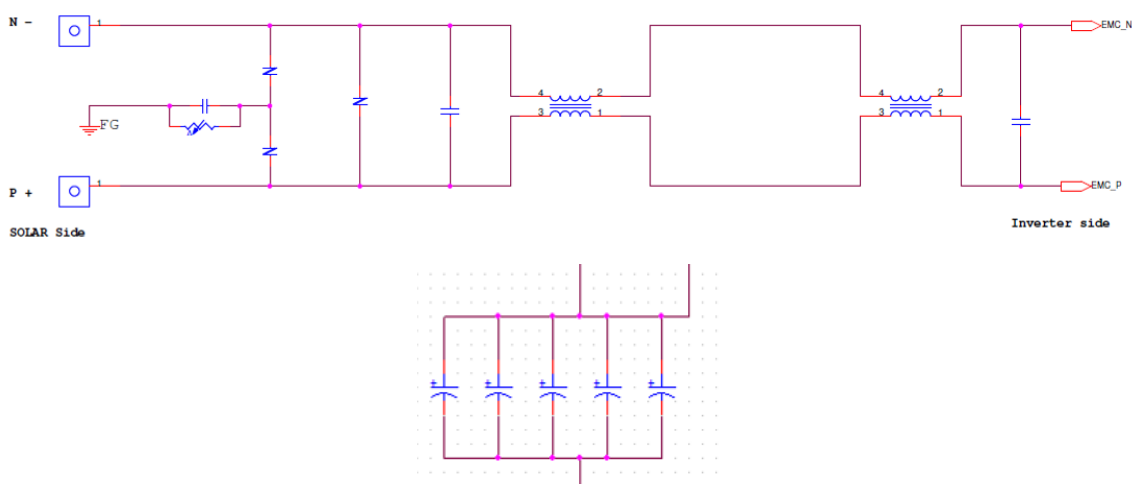 N -
1
EMC_N
4
2
4
2
FG
3
1
3
1
P +
1
EMC_P
SOLAR Side
Inverter side
+
+
+
+
+